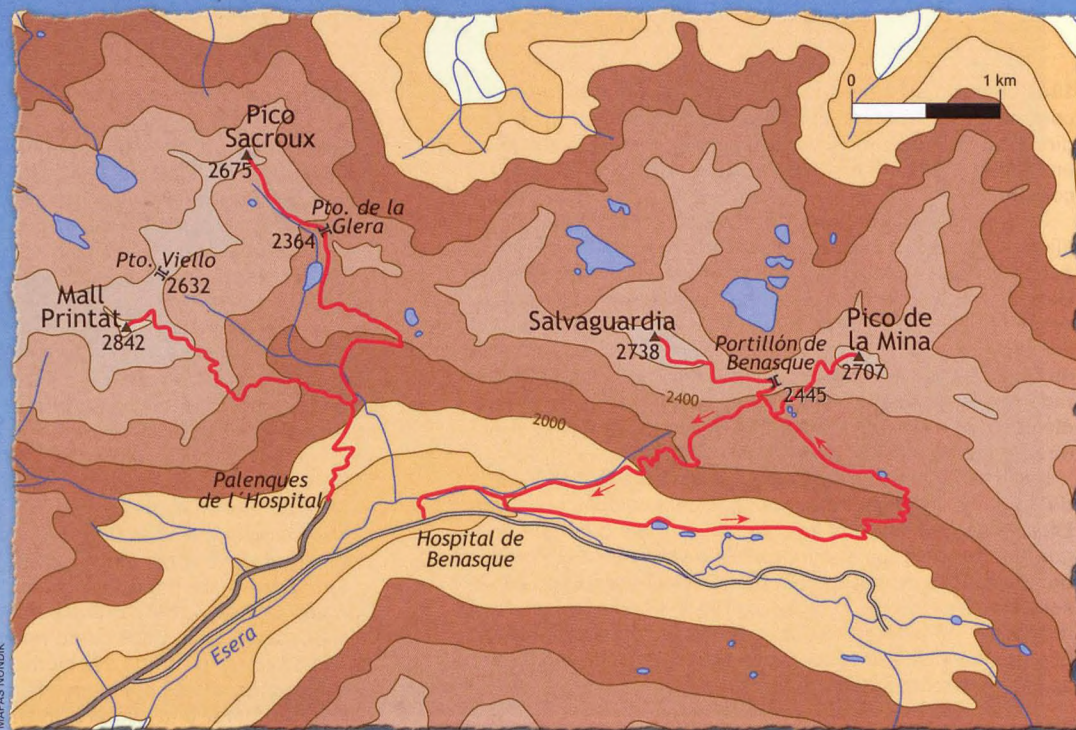 0 1 km
Pico
Sacroux
2675
Pto. de la
Glera
2364
Pto. Viello
2632
Mall
Printat
2842
Salvaguardia
2738
Portillón de
Benasque
2445
Pico de
la Mina
2707
2400
2000
Palenques
de l´Hospital
Hospital de
Benasque
Esera